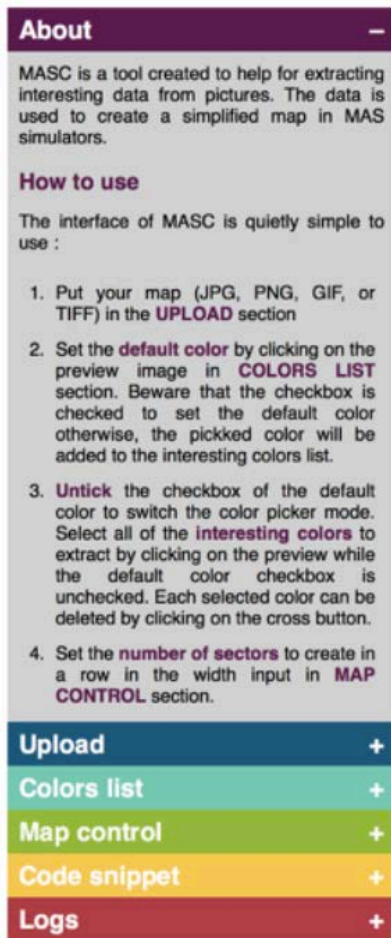 About –
MASC is a tool created to help for extracting
interesting data from pictures. The data is
used to create a simplified map in MAS
simulators.
How to use
The interface of MASC is quietly simple to
use :
1. Put your map (JPG, PNG, GIF, or
TIFF) in the UPLOAD section
2. Set the default color by clicking on the
preview image in COLORS LIST
section. Beware that the checkbox is
checked to set the default color
otherwise, the pickked color will be
added to the interesting colors list.
3. Untick the checkbox of the default
color to switch the color picker mode.
Select all of the interesting colors to
extract by clicking on the preview while
the default color checkbox is
unchecked. Each selected color can be
deleted by clicking on the cross button.
4. Set the number of sectors to create in
a row in the width input in MAP
CONTROL section.
Upload +
Colors list +
Map control +
Code snippet +
Logs +